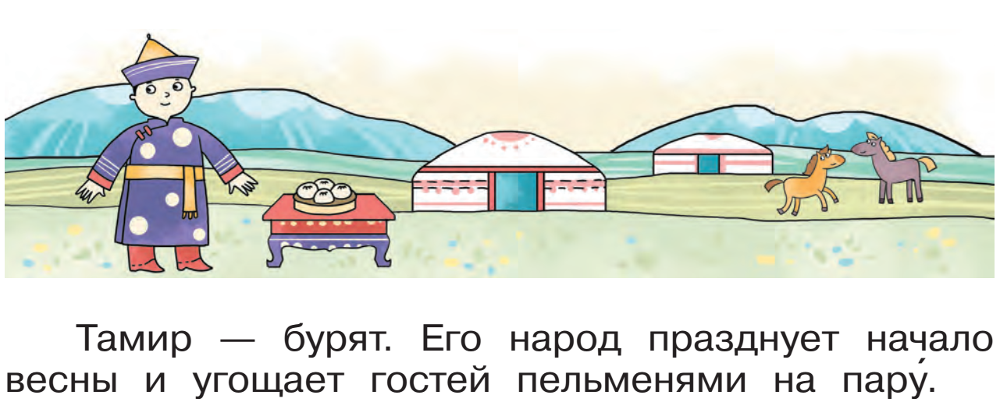 Тамир — бурят. Его народ празднует начало
весны и угощает гостей пельменями на пару́.